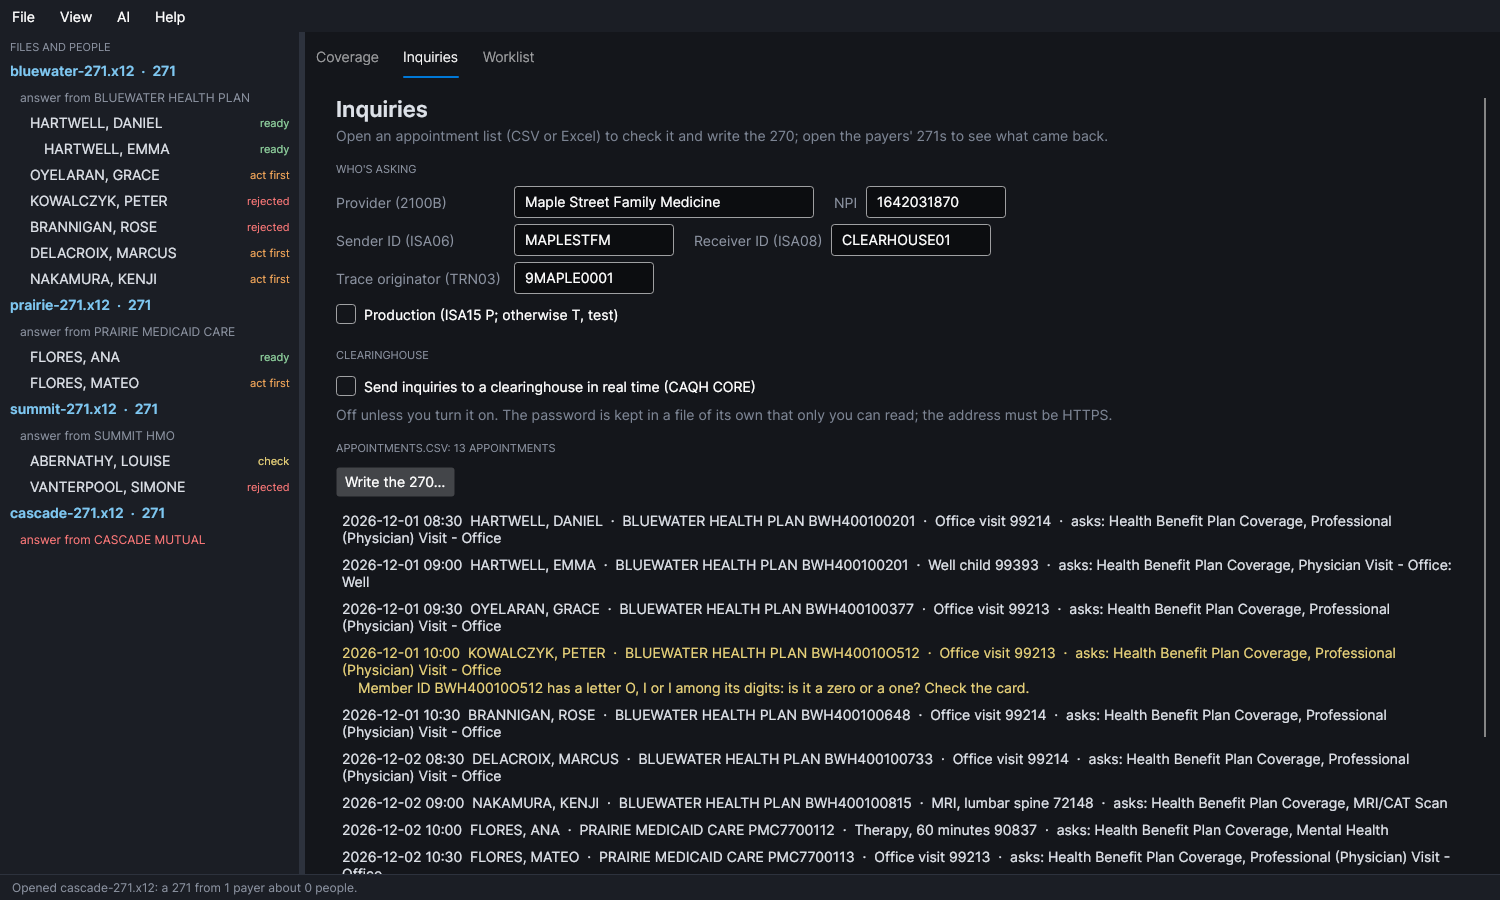 File View AI Help
FILES AND PEOPLE
bluewater-271.x12 · 271
answer from BLUEWATER HEALTH PLAN
HARTWELL, DANIEL ready
HARTWELL, EMMA ready
OYELARAN, GRACE act first
KOWALCZYK, PETER rejected
BRANNIGAN, ROSE rejected
DELACROIX, MARCUS act first
NAKAMURA, KENJI act first
prairie-271.x12 · 271
answer from PRAIRIE MEDICAID CARE
FLORES, ANA ready
FLORES, MATEO act first
summit-271.x12 · 271
answer from SUMMIT HMO
ABERNATHY, LOUISE check
VANTERPOOL, SIMONE rejected
cascade-271.x12 · 271
answer from CASCADE MUTUAL
Coverage Inquiries Worklist
Inquiries
Open an appointment list (CSV or Excel) to check it and write the 270; open the payers' 271s to see what came back.
WHO'S ASKING
Provider (2100B) Maple Street Family Medicine NPI 1642031870
Sender ID (ISA06) MAPLESTFM Receiver ID (ISA08) CLEARHOUSE01
Trace originator (TRN03) 9MAPLE0001
Production (ISA15 P; otherwise T, test)
CLEARINGHOUSE
Send inquiries to a clearinghouse in real time (CAQH CORE)
Off unless you turn it on. The password is kept in a file of its own that only you can read; the address must be HTTPS.
APPOINTMENTS.CSV: 13 APPOINTMENTS
Write the 270...
2026-12-01 08:30 HARTWELL, DANIEL · BLUEWATER HEALTH PLAN BWH400100201 · Office visit 99214 · asks: Health Benefit Plan Coverage, Professional
(Physician) Visit - Office
2026-12-01 09:00 HARTWELL, EMMA · BLUEWATER HEALTH PLAN BWH400100201 · Well child 99393 · asks: Health Benefit Plan Coverage, Physician Visit - Office:
Well
2026-12-01 09:30 OYELARAN, GRACE · BLUEWATER HEALTH PLAN BWH400100377 · Office visit 99213 · asks: Health Benefit Plan Coverage, Professional
(Physician) Visit - Office
2026-12-01 10:00 KOWALCZYK, PETER · BLUEWATER HEALTH PLAN BWH40010O512 · Office visit 99213 · asks: Health Benefit Plan Coverage, Professional
(Physician) Visit - Office
Member ID BWH40010O512 has a letter O, I or l among its digits: is it a zero or a one? Check the card.
2026-12-01 10:30 BRANNIGAN, ROSE · BLUEWATER HEALTH PLAN BWH400100648 · Office visit 99214 · asks: Health Benefit Plan Coverage, Professional
(Physician) Visit - Office
2026-12-02 08:30 DELACROIX, MARCUS · BLUEWATER HEALTH PLAN BWH400100733 · Office visit 99214 · asks: Health Benefit Plan Coverage, Professional
(Physician) Visit - Office
2026-12-02 09:00 NAKAMURA, KENJI · BLUEWATER HEALTH PLAN BWH400100815 · MRI, lumbar spine 72148 · asks: Health Benefit Plan Coverage, MRI/CAT Scan
2026-12-02 10:00 FLORES, ANA · PRAIRIE MEDICAID CARE PMC7700112 · Therapy, 60 minutes 90837 · asks: Health Benefit Plan Coverage, Mental Health
2026-12-02 10:30 FLORES, MATEO · PRAIRIE MEDICAID CARE PMC7700113 · Office visit 99213 · asks: Health Benefit Plan Coverage, Professional (Physician) Visit -
Office
Opened cascade-271.x12: a 271 from 1 payer about 0 people.